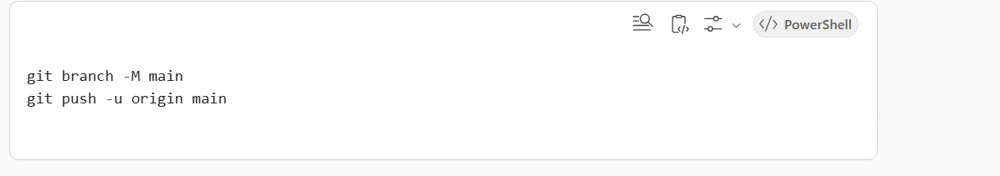 </> PowerShell
git branch -M main
git push -u origin main